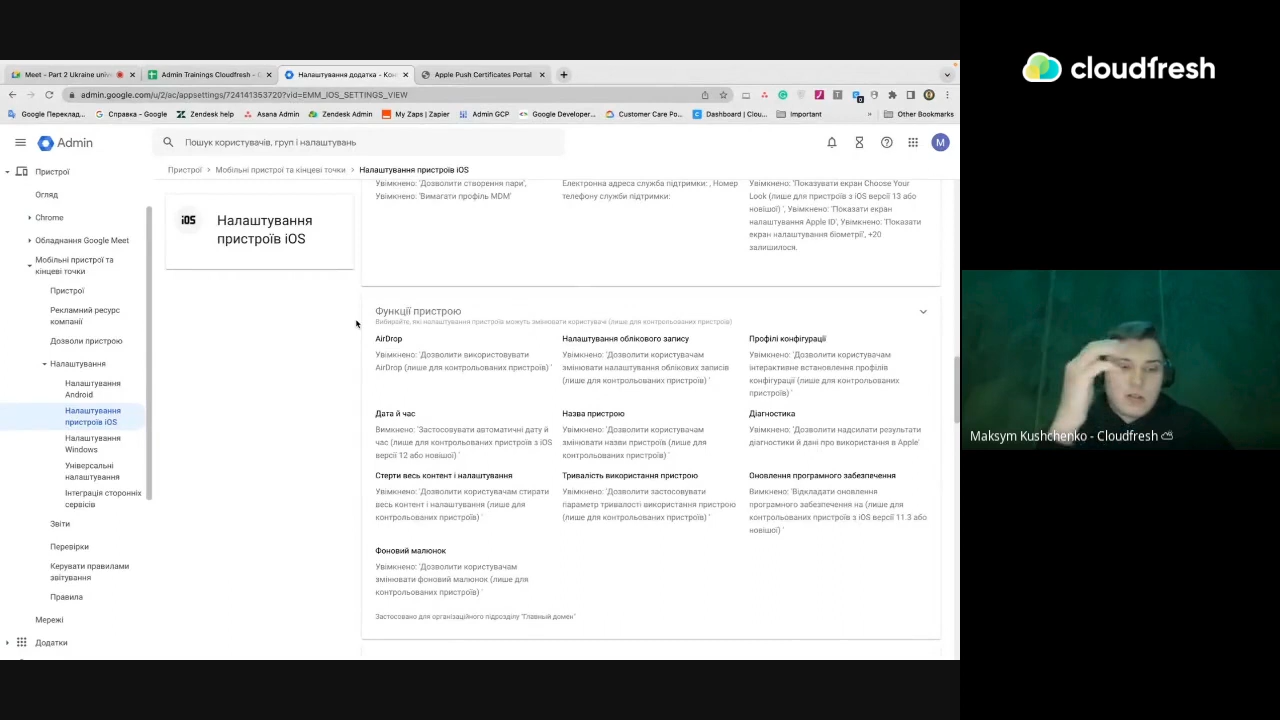 Meet - Part 2 Ukraine univ
Admin Trainings Cloudfresh - G
Налаштування додатка - Кон
Apple Push Certificates Portal
admin.google.com/u/2/ac/appsettings/724141353720?vid=EMM_IOS_SETTINGS_VIEW
Google Переклад...
Справка - Google
Zendesk help
Asana Admin
Zendesk Admin
My Zaps | Zapier
Admin GCP
Google Developer...
Customer Care Po...
Dashboard | Clou...
Important
»
Other Bookmarks
Admin
Пошук користувачів, груп і налаштувань
M
Пристрої
Огляд
Chrome
Обладнання Google Meet
Мобільні пристрої та
кінцеві точки
Пристрої
Рекламний ресурс
компанії
Дозволи пристрою
Налаштування
Налаштування
Android
Налаштування
пристроїв iOS
Налаштування
Windows
Універсальні
налаштування
Інтеграція сторонніх
сервісів
Звіти
Перевірки
Керувати правилами
звітування
Правила
Мережі
Додатки
Пристрої > Мобільні пристрої та кінцеві точки > Налаштування пристроїв iOS
iOS
Налаштування
пристроїв iOS
Увімкнено: 'Дозволити створення пари',
Увімкнено: 'Вимагати профіль MDM'
Електронна адреса служба підтримки: , Номер
телефону служби підтримки:
Увімкнено: 'Показувати екран Choose Your
Look (лише для пристроїв з iOS версії 13 або
новішої) ', Увімкнено: 'Показати екран
налаштування Apple ID', Увімкнено: 'Показати
екран налаштування біометрії', +20
залишилося.
Функції пристрою
Вибирайте, які налаштування пристроїв можуть змінювати користувачі (лише для контрольованих пристроїв)
AirDrop
Увімкнено: 'Дозволити використовувати
AirDrop (лише для контрольованих пристроїв) '
Налаштування облікового запису
Увімкнено: 'Дозволити користувачам
змінювати налаштування облікових записів
(лише для контрольованих пристроїв) '
Профілі конфігурації
Увімкнено: 'Дозволити користувачам
інтерактивне встановлення профілів
конфігурації (лише для контрольованих
пристроїв) '
Дата й час
Вимкнено: 'Застосовувати автоматичні дату й
час (лише для контрольованих пристроїв з iOS
версії 12 або новішої) '
Назва пристрою
Увімкнено: 'Дозволити користувачам
змінювати назви пристроїв (лише для
контрольованих пристроїв) '
Діагностика
Увімкнено: 'Дозволити надсилати результати
діагностики й дані про використання в Apple'
Стерти весь контент і налаштування
Увімкнено: 'Дозволити користувачам стирати
весь контент і налаштування (лише для
контрольованих пристроїв) '
Тривалість використання пристрою
Увімкнено: 'Дозволити застосовувати
параметр тривалості використання пристрою
(лише для контрольованих пристроїв) '
Оновлення програмного забезпечення
Вимкнено: 'Відкладати оновлення
програмного забезпечення на (лише для
контрольованих пристроїв з iOS версії 11.3 або
новішої) '
Фоновий малюнок
Увімкнено: 'Дозволити користувачам
змінювати фоновий малюнок (лише для
контрольованих пристроїв) '
Застосовано для організаційного підрозділу "Главный домен"
cloudfresh
Maksym Kushchenko - Cloudfresh